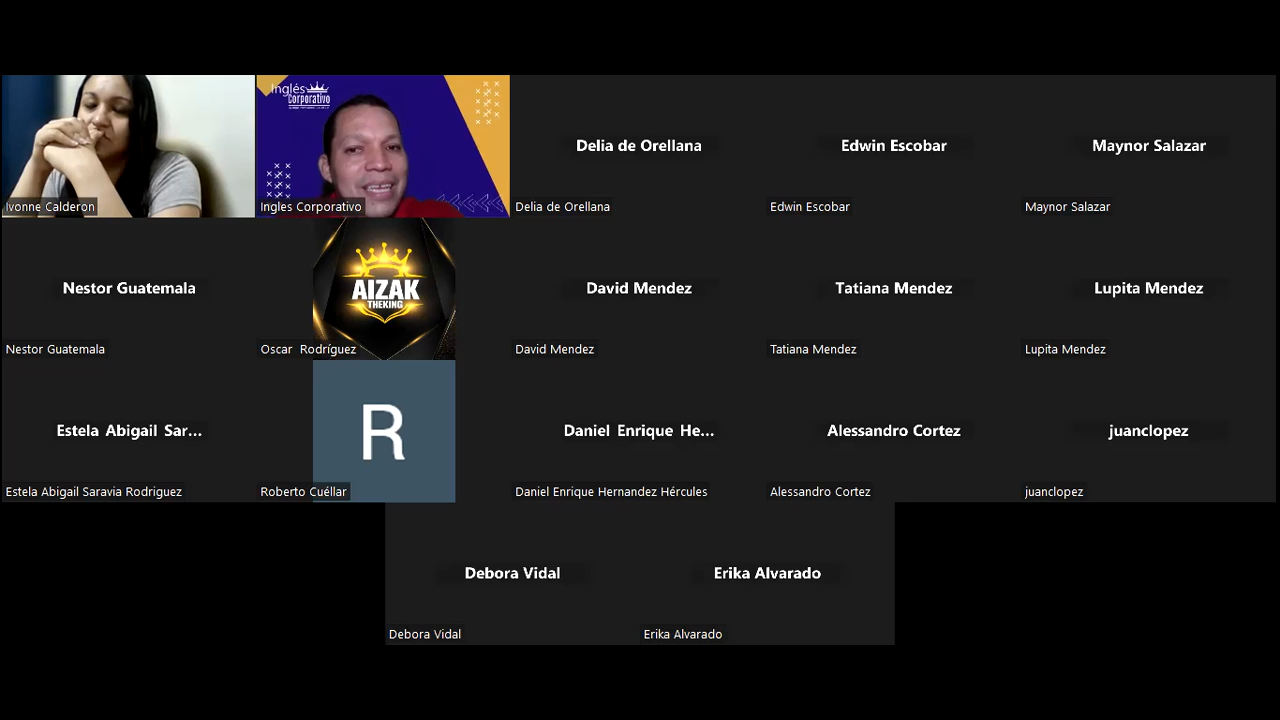 Inglés
Corporativo
Ivonne Calderon
Ingles Corporativo
Delia de Orellana
Delia de Orellana
Edwin Escobar
Edwin Escobar
Maynor Salazar
Maynor Salazar
Nestor Guatemala
Nestor Guatemala
AIZAK
THEKING
Oscar Rodríguez
David Mendez
David Mendez
Tatiana Mendez
Tatiana Mendez
Lupita Mendez
Lupita Mendez
Estela Abigail Sar...
Estela Abigail Saravia Rodriguez
R
Roberto Cuéllar
Daniel Enrique He...
Daniel Enrique Hernandez Hércules
Alessandro Cortez
Alessandro Cortez
juanclopez
juanclopez
Debora Vidal
Debora Vidal
Erika Alvarado
Erika Alvarado